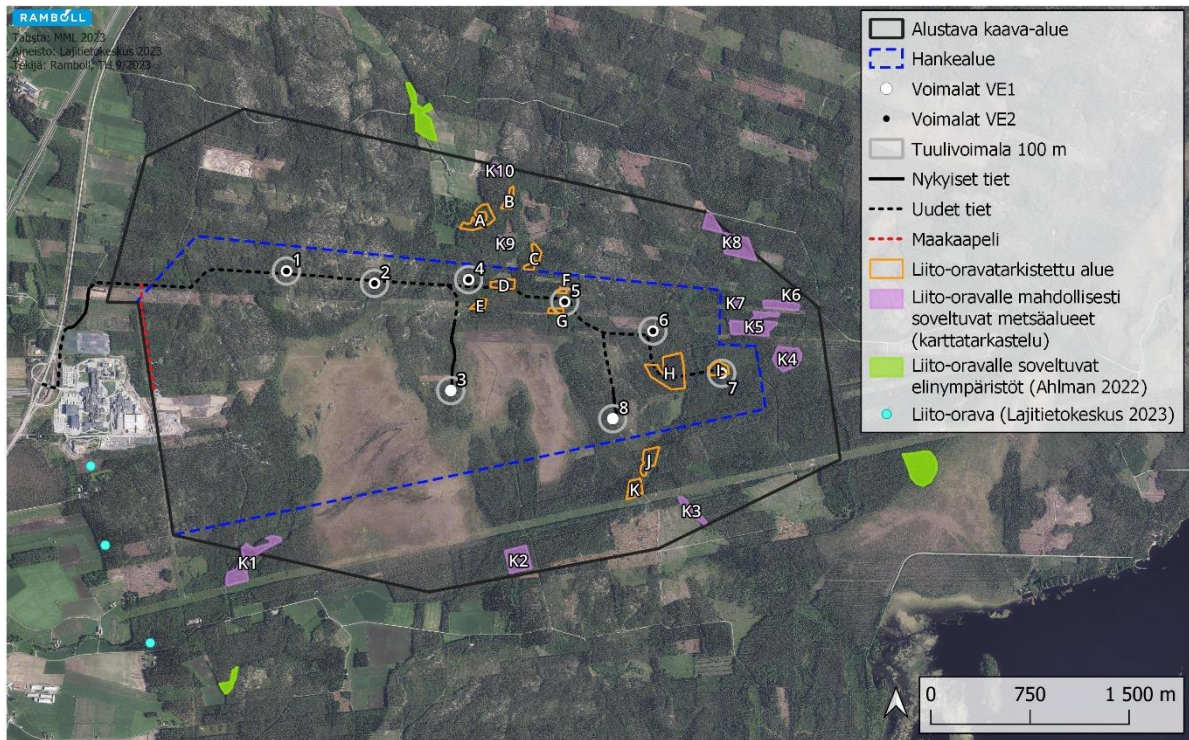 RAMBOLL
Tausta: MML 2023
Aineisto: Lajitietokeskus 2023
Tekijä: Ramboll, TH 9/2023
Alustava kaava-alue
Hankealue
Voimalat VE1
Voimalat VE2
Tuulivoimala 100 m
Nykyiset tiet
Uudet tiet
Maakaapeli
Liito-oravatarkistettu alue
Liito-oravalle mahdollisesti
soveltuvat metsäalueet
(karttatarkastelu)
Liito-oravalle soveltuvat
elinympäristöt (Ahlman 2022)
Liito-orava (Lajitietokeskus 2023)
K10
B
A
K9
C
K8
1
2
4
D
F
5
E
G
K7
K6
K5
6
K4
3
H
I
7
8
J
K
K3
K1
K2
0
750
1 500 m